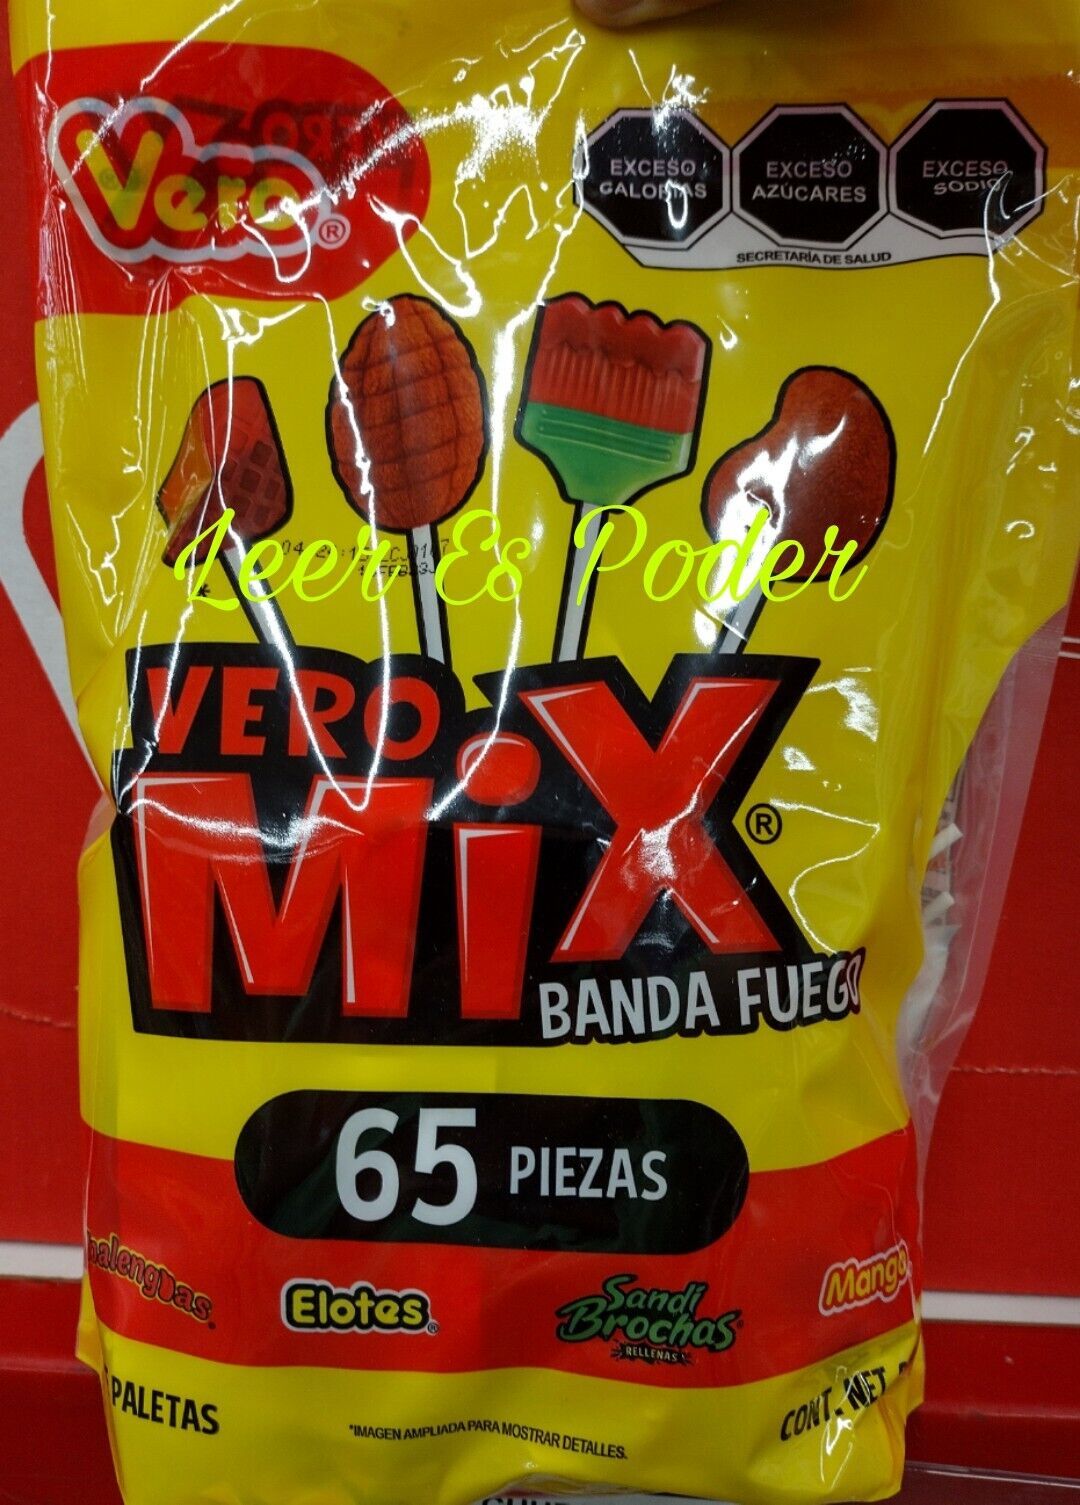 Vero®
EXCESO CALORÍAS
EXCESO AZÚCARES
EXCESO SODIO
SECRETARÍA DE SALUD
Leer Es Poder
VERO
MiX®
BANDA FUEGO
65 PIEZAS
Elotes®
Sandi Brochas®
RELLENAS
Mango
PALETAS
CONT. NET.
*IMAGEN AMPLIADA PARA MOSTRAR DETALLES.